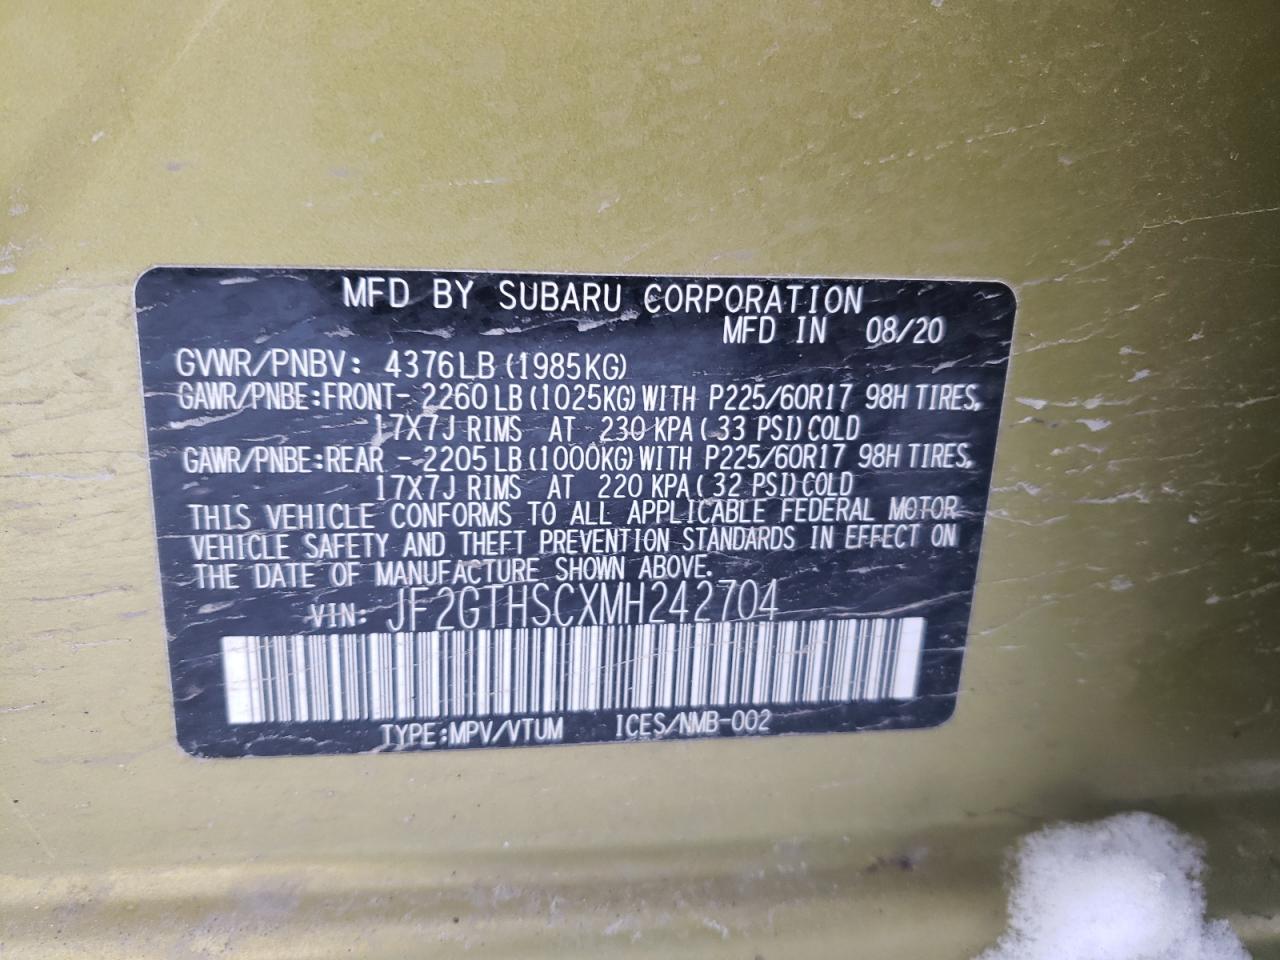 MFD BY SUBARU CORPORATION
MFD IN 08/20
GVWR/PNBV: 4376LB (1985KG)
GAWR/PNBE:FRONT- 2260LB (1025KG) WITH P225/60R17 98H TIRES,
17X7J RIMS AT 230 KPA ( 33 PSI) COLD
GAWR/PNBE:REAR -2205LB (1000KG) WITH P225/60R17 98H TIRES,
17X7J RIMS AT 220 KPA ( 32 PSI) COLD
THIS VEHICLE CONFORMS TO ALL APPLICABLE FEDERAL MOTOR
VEHICLE SAFETY AND THEFT PREVENTION STANDARDS IN EFFECT ON
THE DATE OF MANUFACTURE SHOWN ABOVE.
VIN: JF2GTHSCXMH242704
TYPE:MPV/VTUM ICES/NMB-002